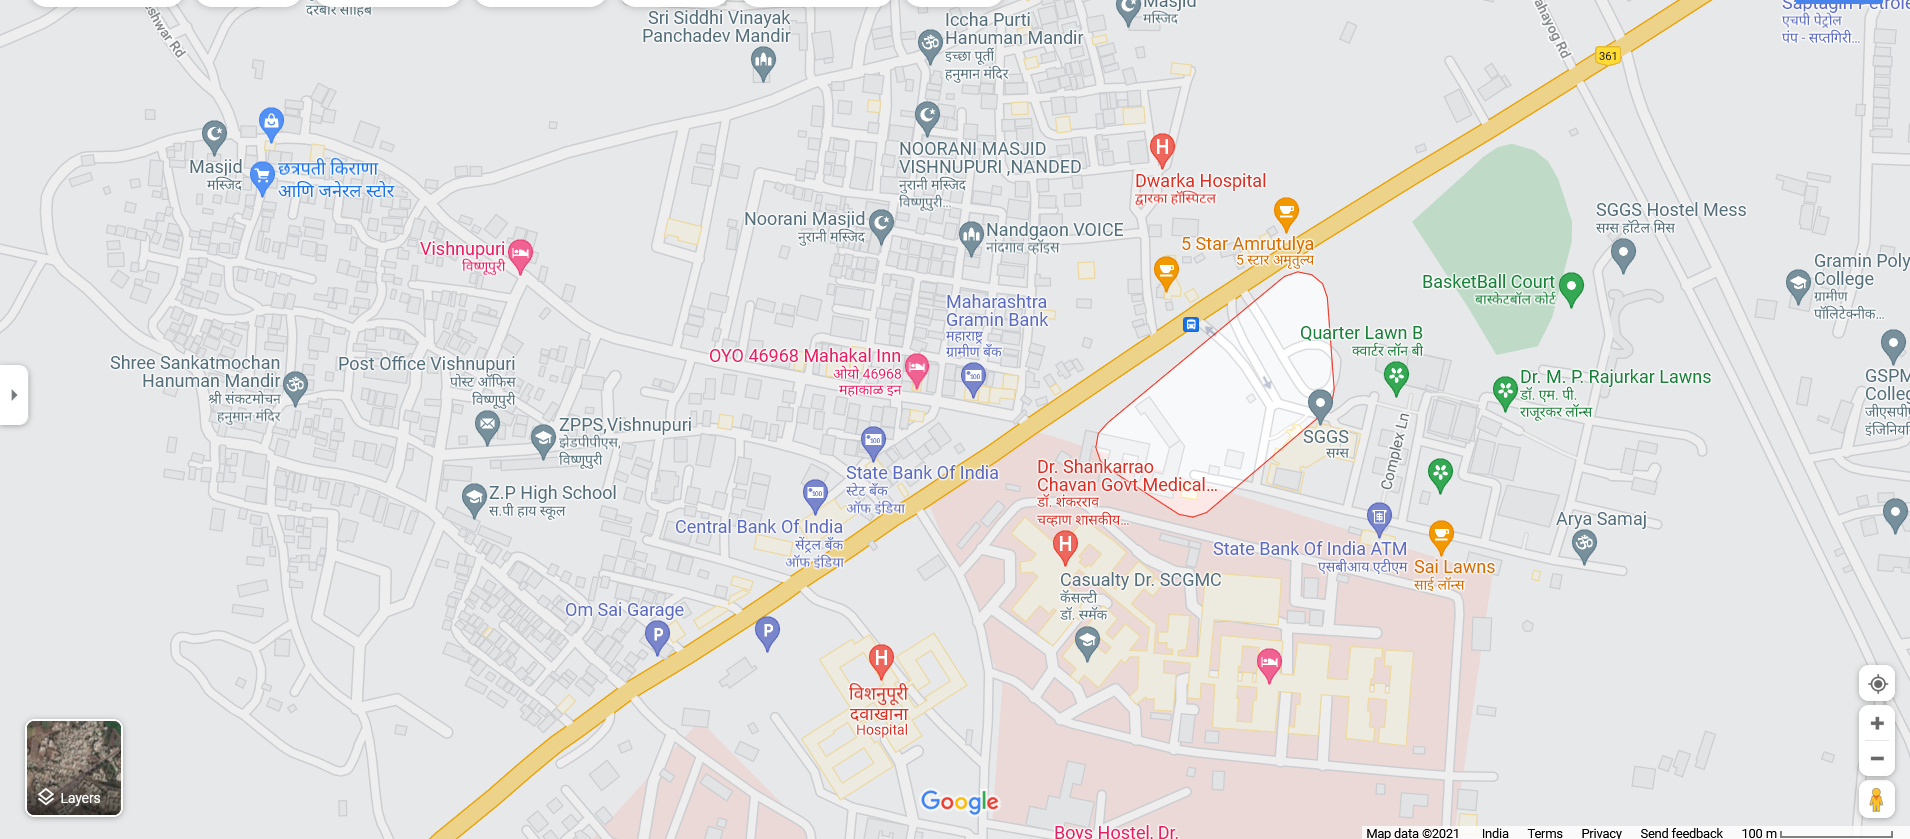 दरबार साहिब
eshwar Rd
Sri Siddhi Vinayak
Panchadev Mandir
Iccha Purti
Hanuman Mandir
इच्छा पूर्ती
हनुमान मंदिर
Masjid
मस्जिद
ahayog Rd
361
एचपी पेट्रोल
पंप - सप्तगिरी...
Masjid
मस्जिद
छत्रपती किराणा
आणि जनेरल स्टोर
NOORANI MASJID
VISHNUPURI ,NANDED
नुरानी मस्जिद
विष्णूपुरी...
Dwarka Hospital
द्वारका हॉस्पिटल
Noorani Masjid
नुरानी मस्जिद
Nandgaon VOICE
नांदगाव व्हॉइस
5 Star Amrutulya
5 स्टार अमृतुल्य
SGGS Hostel Mess
सग्स हॉटेल मिस
Vishnupuri
विष्णूपुरी
BasketBall Court
बास्केटबॉल कोर्ट
Gramin Poly
College
ग्रामीण
पॉलिटेक्नीक...
Maharashtra
Gramin Bank
महाराष्ट्र
ग्रामीण बँक
Quarter Lawn B
क्वार्टर लॉन बी
Shree Sankatmochan
Hanuman Mandir
श्री संकटमोचन
हनुमान मंदिर
Post Office Vishnupuri
पोस्ट ऑफिस
विष्णूपुरी
OYO 46968 Mahakal Inn
ओयो 46968
महाकाळ इन
Dr. M. P. Rajurkar Lawns
डॉ. एम. पी.
राजूरकर लॉन्स
GSPM
Colleg
जीएसपीए
इंजिनियरि
ZPPS,Vishnupuri
झेडपीपीएस,
विष्णूपुरी
SGGS
सग्स
Complex Ln
State Bank Of India
स्टेट बँक
ऑफ इंडिया
Dr. Shankarrao
Chavan Govt Medical...
डॉ. शंकरराव
चव्हाण शासकीय...
Z.P High School
स.पी हाय स्कूल
Central Bank Of India
सेंट्रल बँक
ऑफ इंडिया
Arya Samaj
State Bank Of India ATM
एसबीआय एटीएम
Sai Lawns
साई लॉन्स
Casualty Dr. SCGMC
कॅसल्टी
डॉ. स्मॅक
Om Sai Garage
विशनुपूरी
दवाखाना
Hospital
Layers
Google
Boys Hostel, Dr.
Map data ©2021 India Terms Privacy Send feedback 100 m